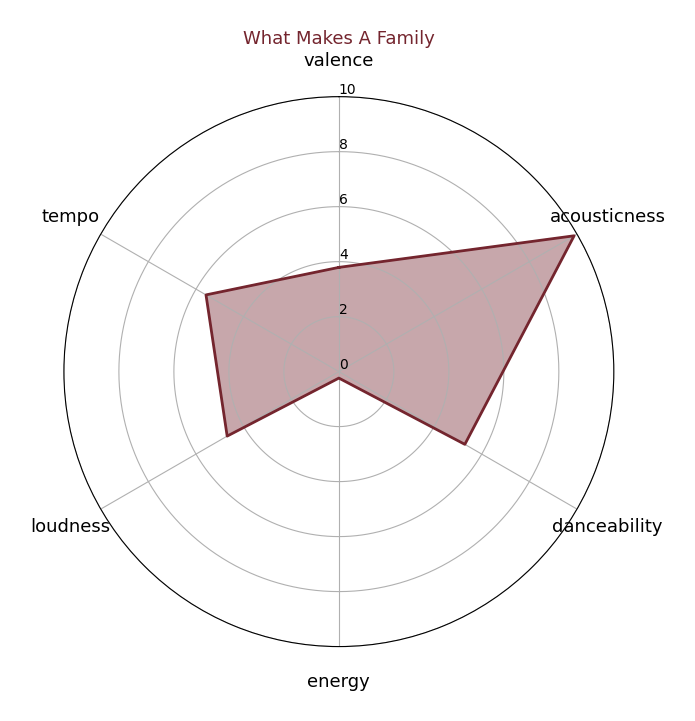 What Makes A Family
valence
10
8
tempo
acousticness
6
4
2
0
loudness
danceability
energy